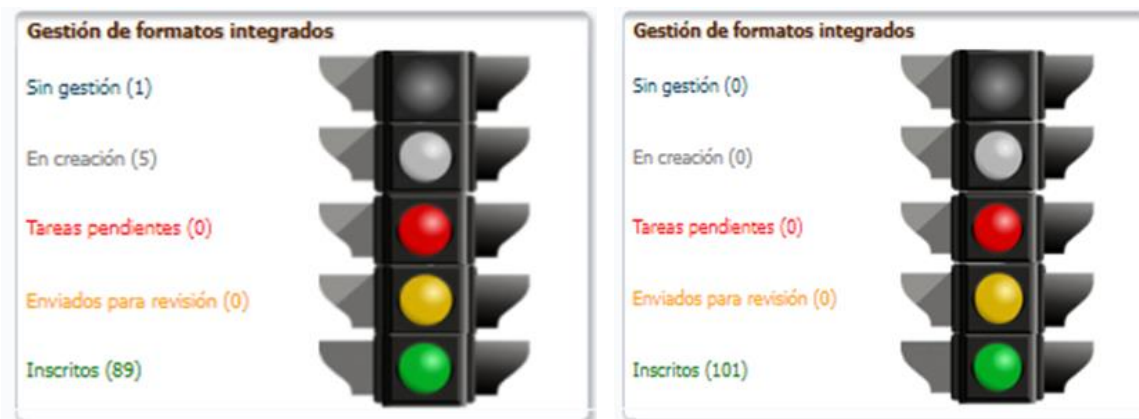 Gestión de formatos integrados
Sin gestión (1)
En creación (5)
Tareas pendientes (0)
Enviados para revisión (0)
Inscritos (89)
Gestión de formatos integrados
Sin gestión (0)
En creación (0)
Tareas pendientes (0)
Enviados para revisión (0)
Inscritos (101)